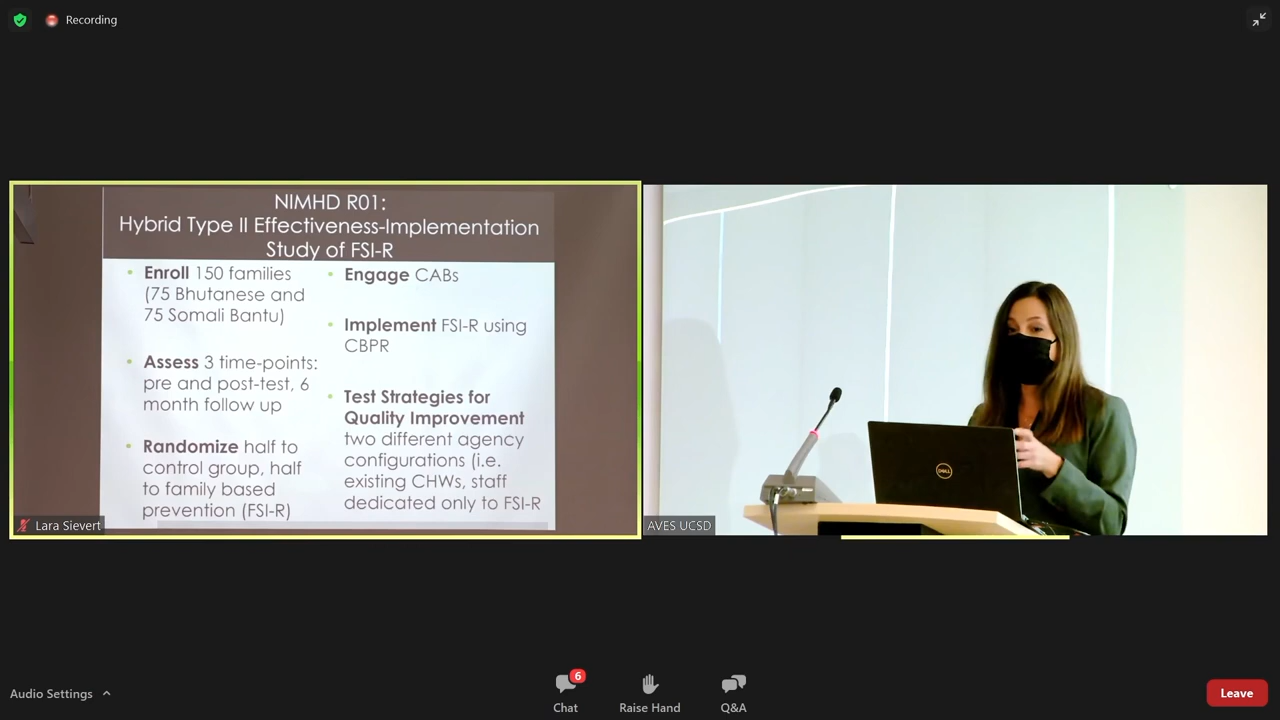 Recording
NIMHD R01:
Hybrid Type II Effectiveness-Implementation
Study of FSI-R
Enroll 150 families
(75 Bhutanese and
75 Somali Bantu)
Assess 3 time-points:
pre and post-test, 6
month follow up
Randomize half to
control group, half
to family based
prevention (FSI-R)
Engage CABs
Implement FSI-R using
CBPR
Test Strategies for
Quality Improvement
two different agency
configurations (i.e.
existing CHWs, staff
dedicated only to FSI-R
Lara Sievert
DELL
AVES UCSD
Audio Settings
6
Chat
Raise Hand
Q&A
Leave